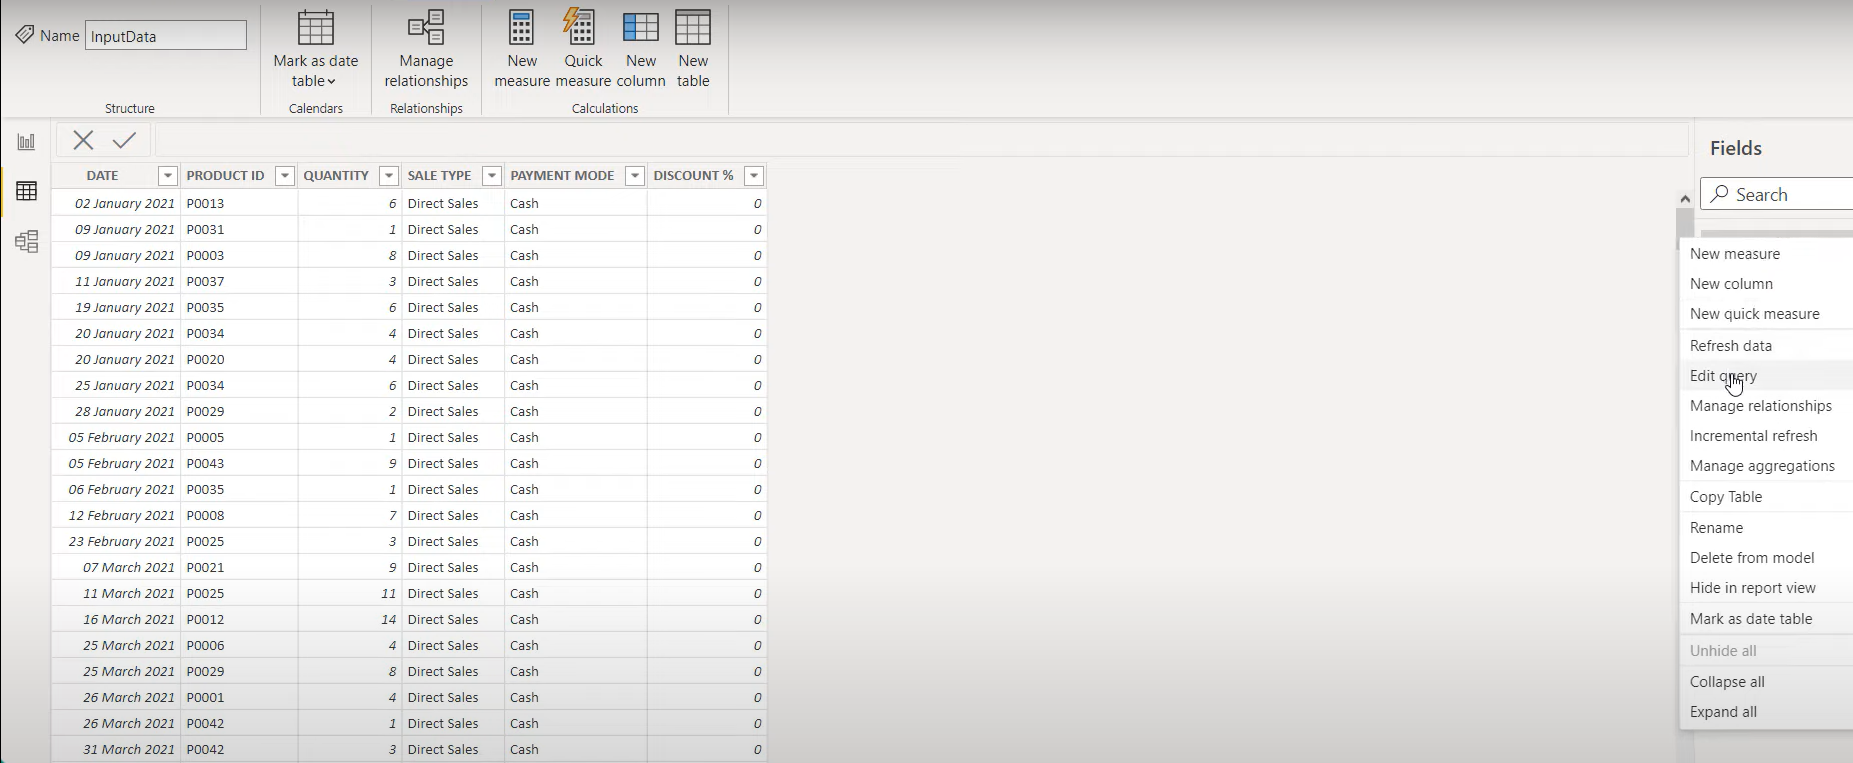 Name InputData
Mark as date table
Manage relationships
New measure
Quick measure
New column
New table
Structure
Calendars
Relationships
Calculations
DATE PRODUCT ID QUANTITY SALE TYPE PAYMENT MODE DISCOUNT %
02 January 2021 P0013 6 Direct Sales Cash 0
09 January 2021 P0031 1 Direct Sales Cash 0
09 January 2021 P0003 8 Direct Sales Cash 0
11 January 2021 P0037 3 Direct Sales Cash 0
19 January 2021 P0035 6 Direct Sales Cash 0
20 January 2021 P0034 4 Direct Sales Cash 0
20 January 2021 P0020 4 Direct Sales Cash 0
25 January 2021 P0034 6 Direct Sales Cash 0
28 January 2021 P0029 2 Direct Sales Cash 0
05 February 2021 P0005 1 Direct Sales Cash 0
05 February 2021 P0043 9 Direct Sales Cash 0
06 February 2021 P0035 1 Direct Sales Cash 0
12 February 2021 P0008 7 Direct Sales Cash 0
23 February 2021 P0025 3 Direct Sales Cash 0
07 March 2021 P0021 9 Direct Sales Cash 0
11 March 2021 P0025 11 Direct Sales Cash 0
16 March 2021 P0012 14 Direct Sales Cash 0
25 March 2021 P0006 4 Direct Sales Cash 0
25 March 2021 P0029 8 Direct Sales Cash 0
26 March 2021 P0001 4 Direct Sales Cash 0
26 March 2021 P0042 1 Direct Sales Cash 0
31 March 2021 P0042 3 Direct Sales Cash 0
Fields
Search
New measure
New column
New quick measure
Refresh data
Edit query
Manage relationships
Incremental refresh
Manage aggregations
Copy Table
Rename
Delete from model
Hide in report view
Mark as date table
Unhide all
Collapse all
Expand all